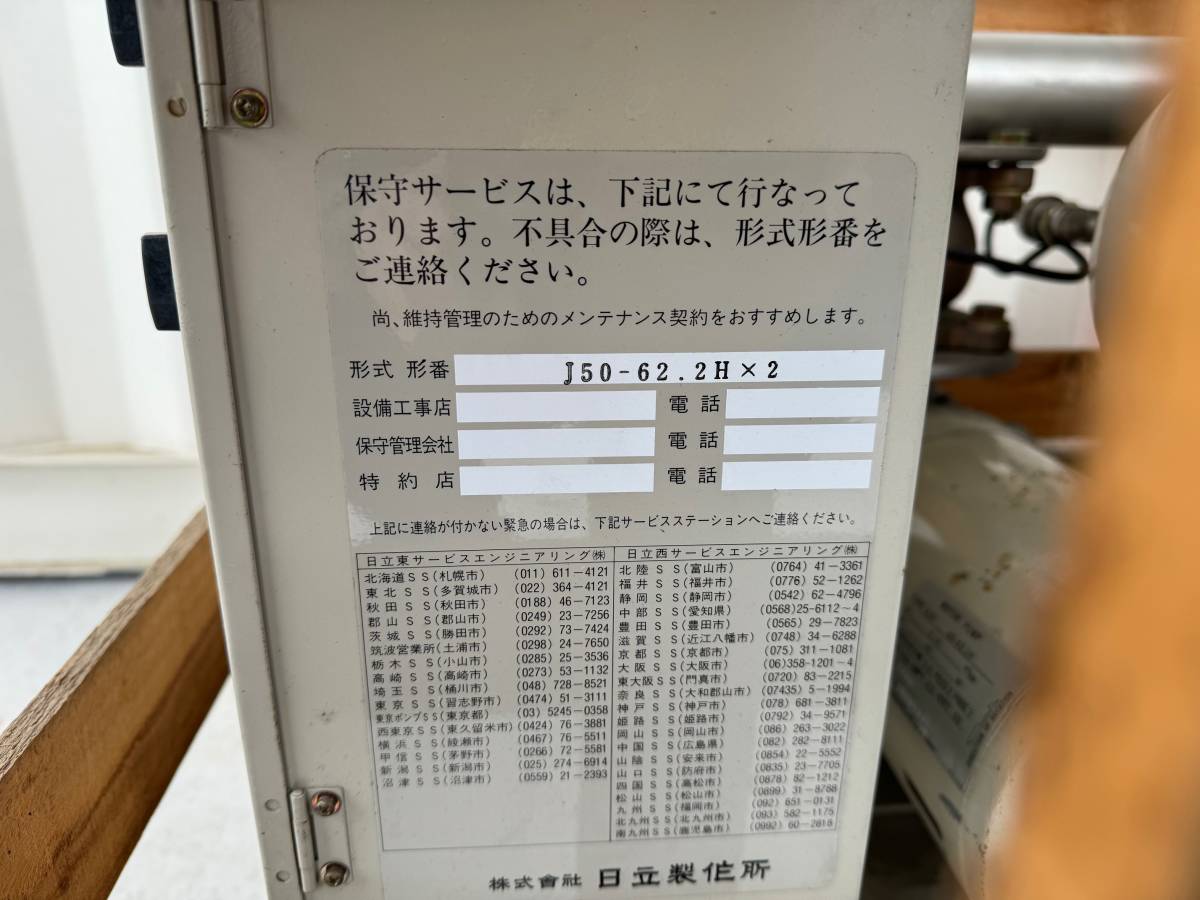 保守サービスは、下記にて行なって
おります。不具合の際は、形式形番を
ご連絡ください。
尚、維持管理のためのメンテナンス契約をおすすめします。
形式 形番 J50-62.2H×2
設備工事店 電話
保守管理会社 電話
特約店 電話
上記に連絡が付かない緊急の場合は、下記サービスステーションへご連絡ください。
日立東サービスエンジニアリング(株)
北海道SS(札幌市) (011) 611-4121
東北SS(多賀城市) (022) 364-4121
秋田SS(秋田市) (0188) 46-7123
郡山SS(郡山市) (0249) 23-7256
茨城SS(勝田市) (0292) 73-7424
筑波営業所(土浦市) (0298) 24-7650
栃木SS(小山市) (0285) 25-3536
高崎SS(高崎市) (0273) 53-1132
埼玉SS(桶川市) (048) 728-8521
東京SS(習志野市) (0474) 51-3111
東京ポンプSS(東京都) (03) 5245-0358
西東京SS(東久留米市) (0424) 76-3881
横浜SS(綾瀬市) (0467) 76-5511
甲信SS(茅野市) (0266) 72-5581
新潟SS(新潟市) (025) 274-6914
沼津SS(沼津市) (0559) 21-2393
日立西サービスエンジニアリング(株)
北陸SS(富山市) (0764) 41-3361
福井SS(福井市) (0776) 52-1262
静岡SS(静岡市) (0542) 62-4796
中部SS(愛知県) (0568)25-6112~4
豊田SS(豊田市) (0565) 29-7823
滋賀SS(近江八幡市) (0748) 34-6288
京都SS(京都市) (075) 311-1081
大阪SS(大阪市) (06)358-1201~4
東大阪SS(門真市) (0720) 83-2215
奈良SS(大和郡山市) (07435) 5-1994
神戸SS(神戸市) (078) 681-3811
姫路SS(姫路市) (0792) 34-9571
岡山SS(岡山市) (086) 263-3022
中国SS(広島県) (082) 282-8111
山陰SS(安来市) (0854) 22-5552
山口SS(防府市) (0835) 23-7705
四国SS(高松市) (0878) 82-1212
松山SS(松山市) (0899) 31-8788
九州SS(福岡市) (092) 651-0131
北九州SS(北九州市) (093) 582-1175
南九州SS(鹿児島市) (0992) 60-2818
株式會社 日立製作所